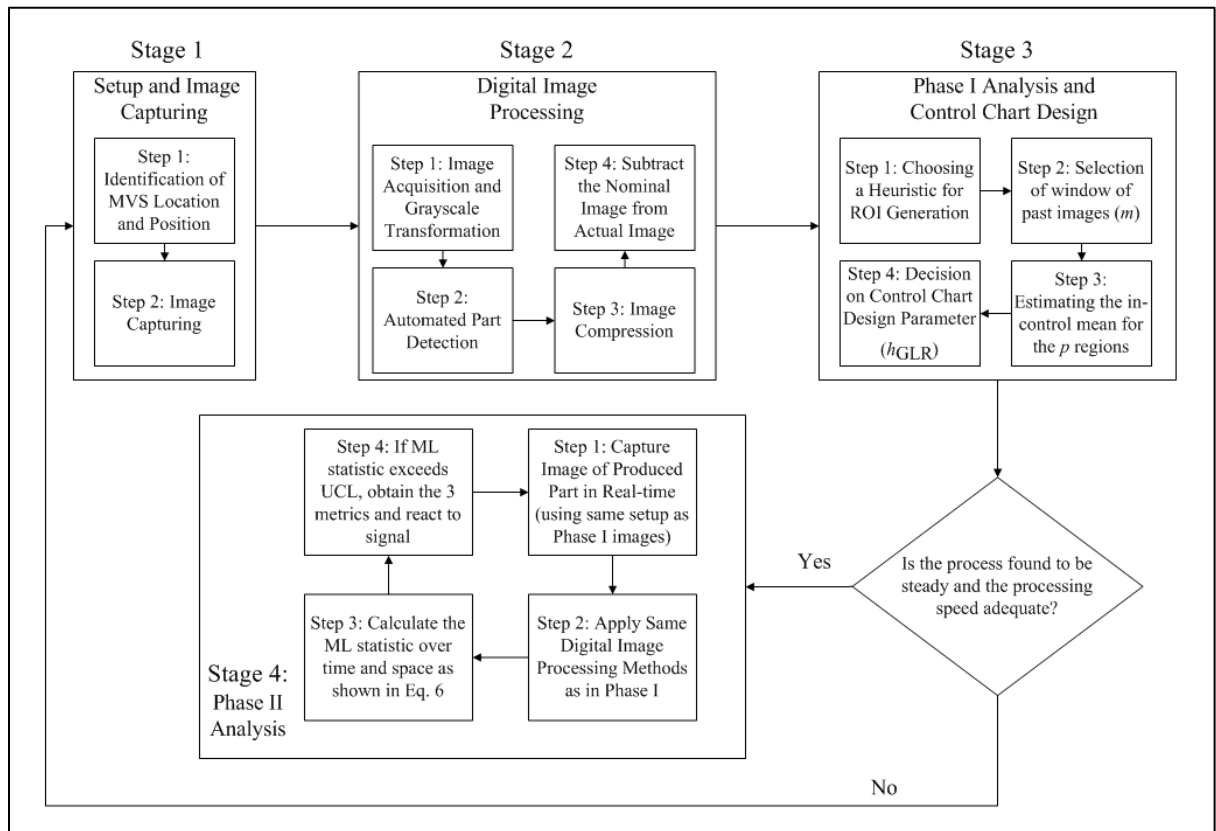 Stage 1
Setup and Image
Capturing
Step 1:
Identification of
MVS Location
and Position
Step 2: Image
Capturing
Stage 2
Digital Image
Processing
Step 1: Image
Acquisition and
Grayscale
Transformation
Step 2:
Automated Part
Detection
Step 3: Image
Compression
Step 4: Subtract
the Nominal
Image from
Actual Image
Stage 3
Phase I Analysis and
Control Chart Design
Step 1: Choosing
a Heuristic for
ROI Generation
Step 2: Selection
of window of
past images (m)
Step 3:
Estimating the in-
control mean for
the p regions
Step 4: Decision
on Control Chart
Design Parameter
(hGLR)
Is the process found to be
steady and the processing
speed adequate?
Yes
No
Stage 4:
Phase II
Analysis
Step 1: Capture
Image of Produced
Part in Real-time
(using same setup as
Phase I images)
Step 2: Apply Same
Digital Image
Processing Methods
as in Phase I
Step 3: Calculate the
ML statistic over
time and space as
shown in Eq. 6
Step 4: If ML
statistic exceeds
UCL, obtain the 3
metrics and react to
signal